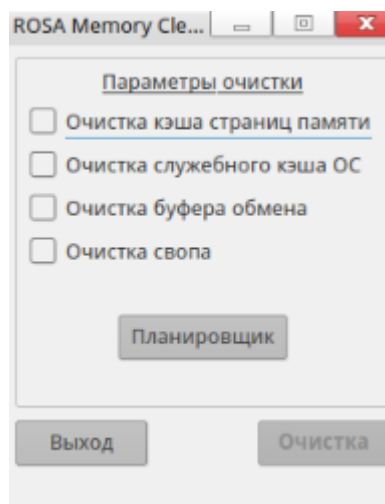 ROSA Memory Cle...
Параметры очистки
Очистка кэша страниц памяти
Очистка служебного кэша ОС
Очистка буфера обмена
Очистка свопа
Планировщик
Выход
Очистка